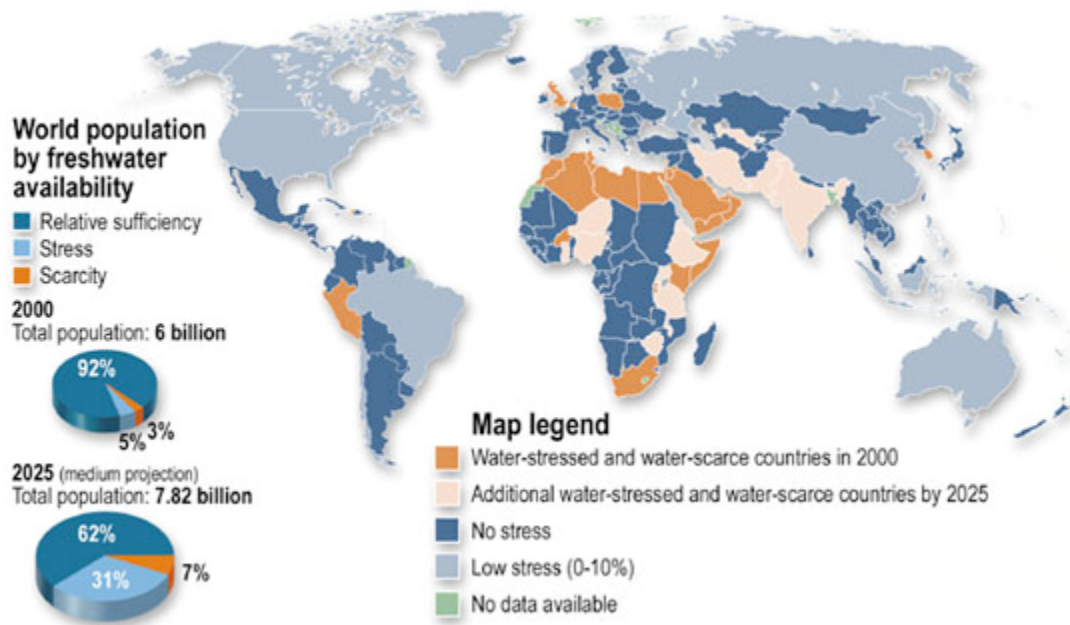 World population
by freshwater
availability
Relative sufficiency
Stress
Scarcity
2000
Total population: 6 billion
92%
5%
3%
2025 (medium projection)
Total population: 7.82 billion
62%
31%
7%
Map legend
Water-stressed and water-scarce countries in 2000
Additional water-stressed and water-scarce countries by 2025
No stress
Low stress (0-10%)
No data available